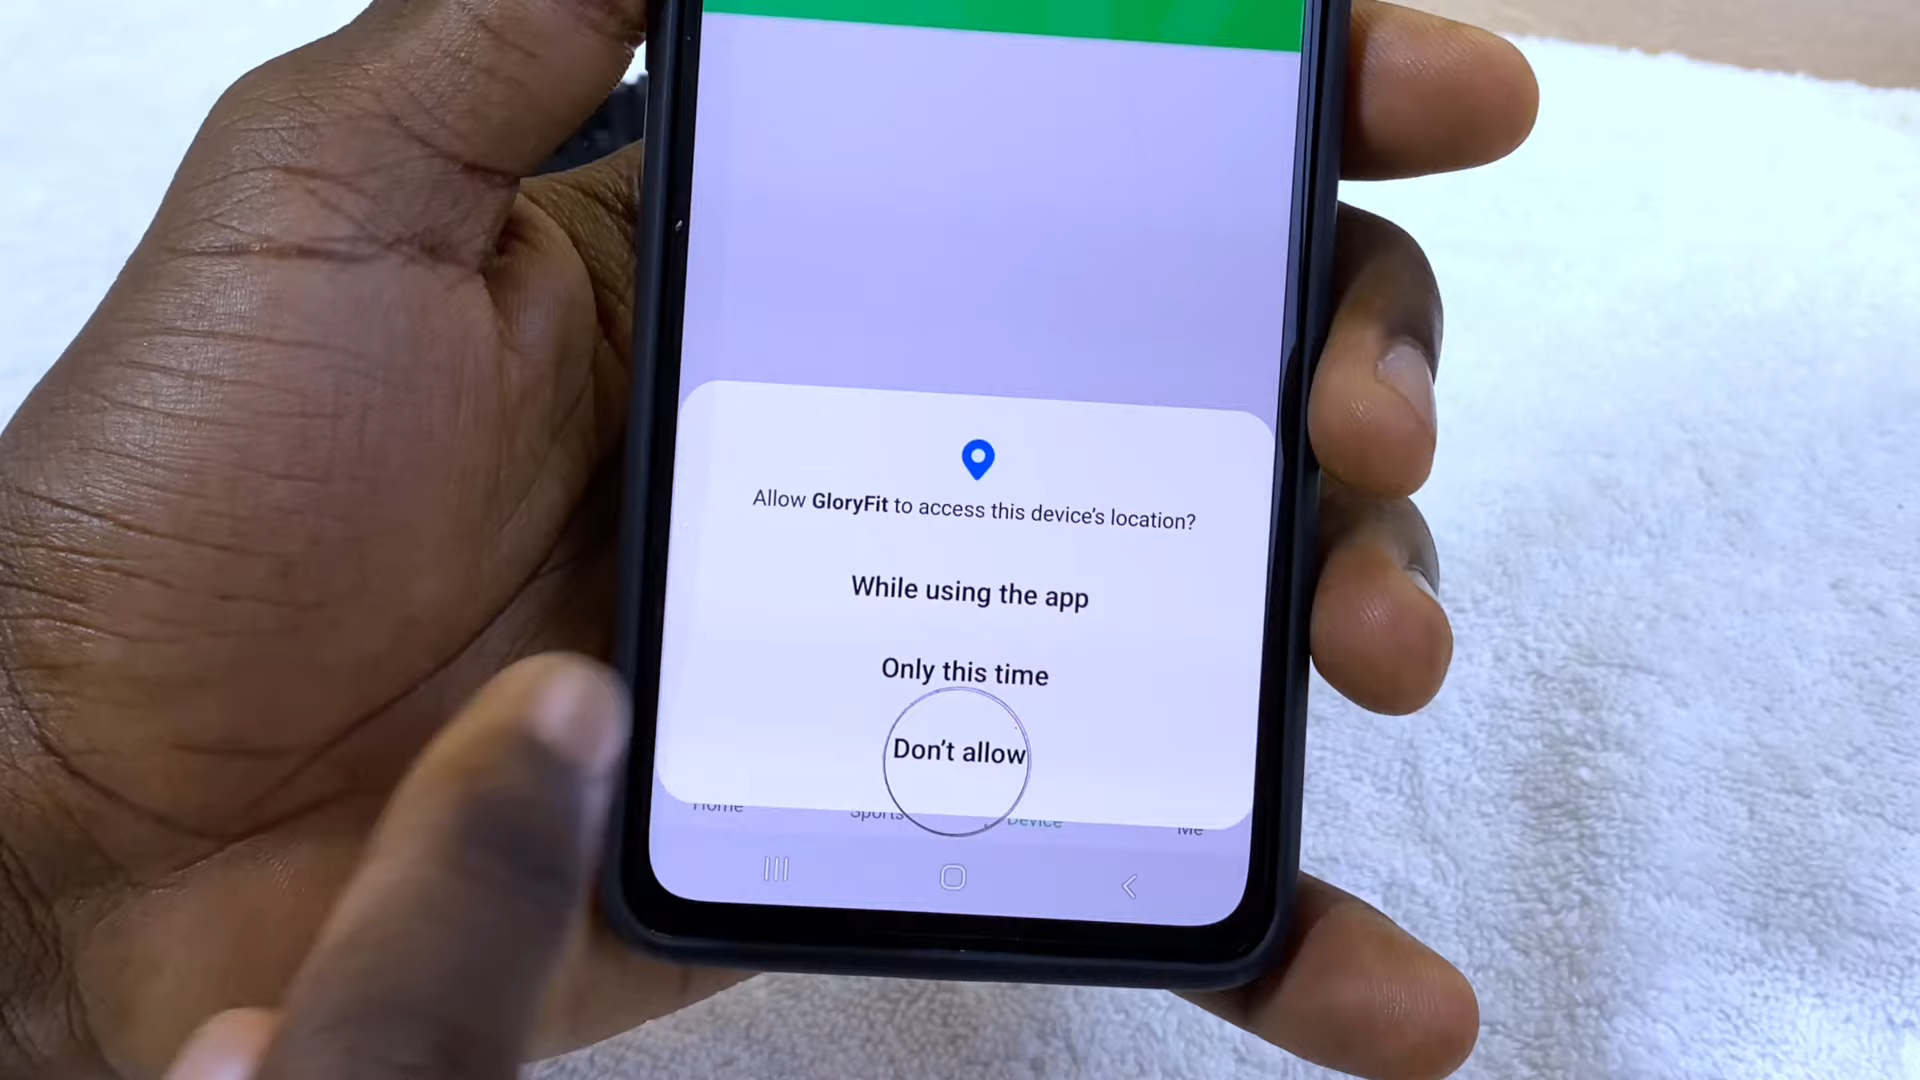 Allow GloryFit to access this device's location?
While using the app
Only this time
Don't allow
Home Sports Device Me